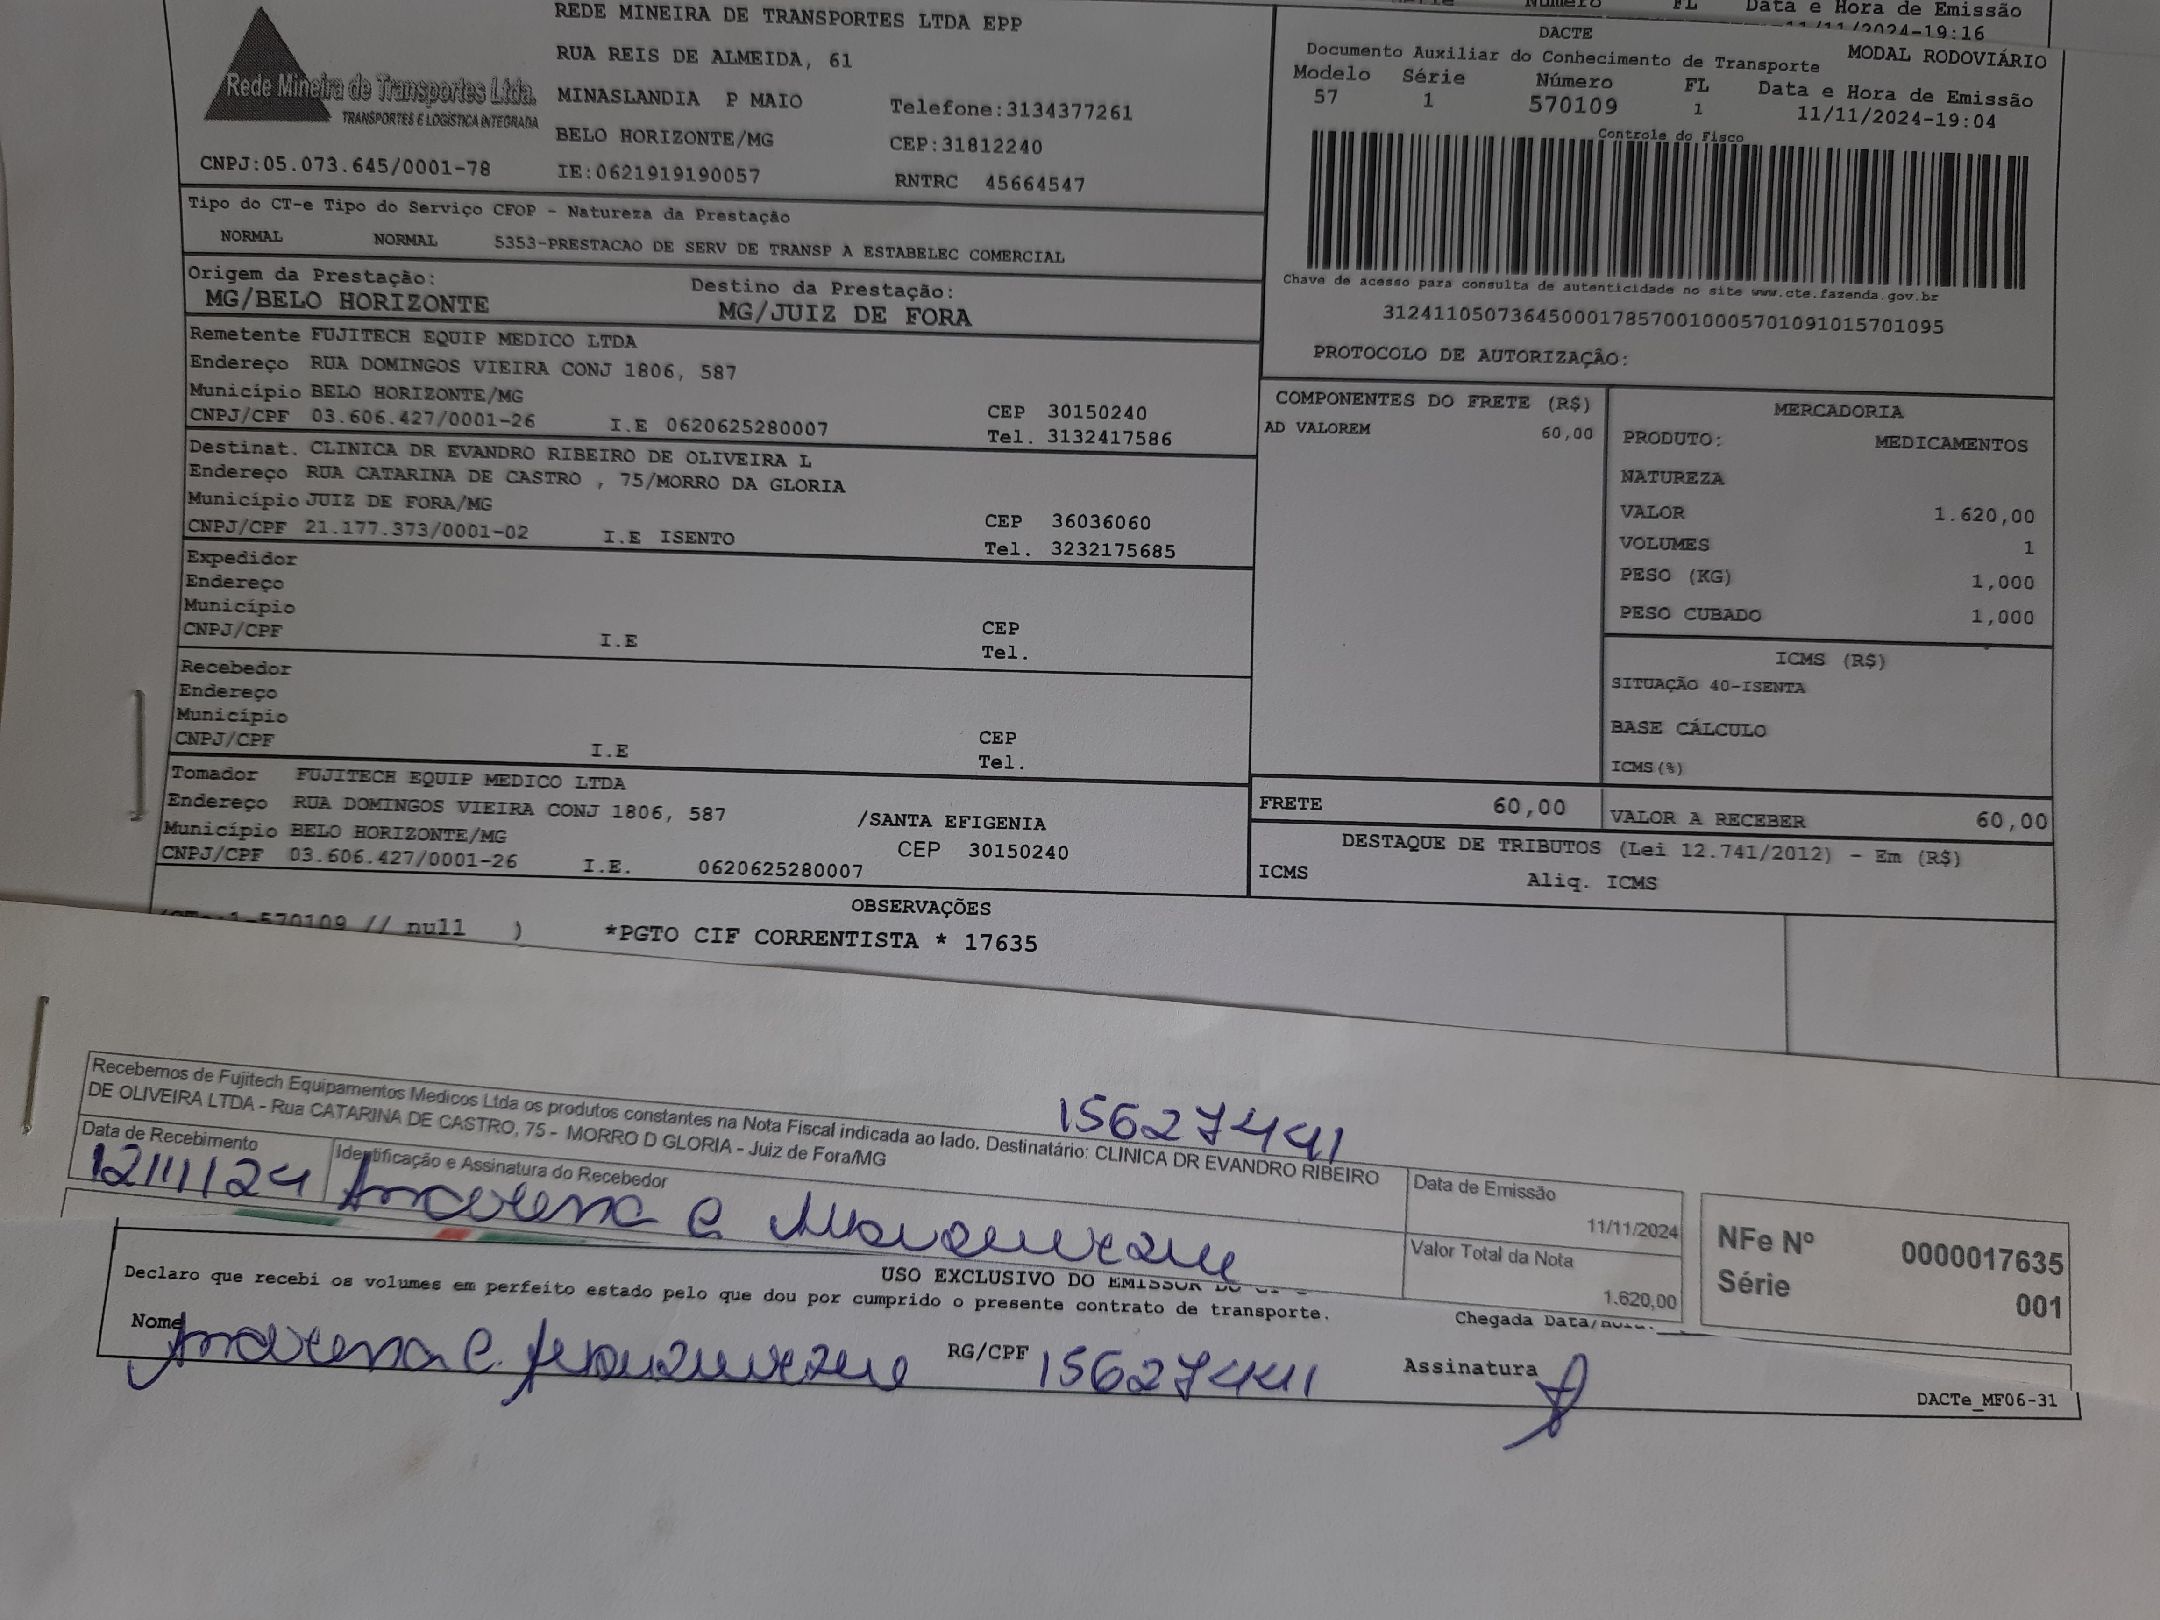 Número FL Data e Hora de Emissão
11/11/2024-19:16
REDE MINEIRA DE TRANSPORTES LTDA EPP
RUA REIS DE ALMEIDA, 61
Rede Mineira de Transportes Ltda.
TRANSPORTES E LOGÍSTICA INTEGRADA
MINASLANDIA P MAIO Telefone:3134377261
BELO HORIZONTE/MG CEP:31812240
CNPJ:05.073.645/0001-78 IE:0621919190057 RNTRC 45664547
DACTE
Documento Auxiliar do Conhecimento de Transporte MODAL RODOVIÁRIO
Modelo Série Número FL Data e Hora de Emissão
57 1 570109 1 11/11/2024-19:04
Controle do Fisco
Chave de acesso para consulta de autenticidade no site www.cte.fazenda.gov.br
31241105073645000178570010005701091015701095
PROTOCOLO DE AUTORIZAÇÃO:
Tipo do CT-e Tipo do Serviço CFOP - Natureza da Prestação
NORMAL NORMAL 5353-PRESTACAO DE SERV DE TRANSP A ESTABELEC COMERCIAL
Origem da Prestação: Destino da Prestação:
MG/BELO HORIZONTE MG/JUIZ DE FORA
Remetente FUJITECH EQUIP MEDICO LTDA
Endereço RUA DOMINGOS VIEIRA CONJ 1806, 587
Município BELO HORIZONTE/MG CEP 30150240
CNPJ/CPF 03.606.427/0001-26 I.E 0620625280007 Tel. 3132417586
Destinat. CLINICA DR EVANDRO RIBEIRO DE OLIVEIRA L
Endereço RUA CATARINA DE CASTRO , 75/MORRO DA GLORIA
Município JUIZ DE FORA/MG CEP 36036060
CNPJ/CPF 21.177.373/0001-02 I.E ISENTO Tel. 3232175685
Expedidor
Endereço
Município CEP
CNPJ/CPF I.E Tel.
Recebedor
Endereço
Município CEP
CNPJ/CPF I.E Tel.
Tomador FUJITECH EQUIP MEDICO LTDA
Endereço RUA DOMINGOS VIEIRA CONJ 1806, 587 /SANTA EFIGENIA
Município BELO HORIZONTE/MG CEP 30150240
CNPJ/CPF 03.606.427/0001-26 I.E. 0620625280007
COMPONENTES DO FRETE (R$)
AD VALOREM 60,00
MERCADORIA
PRODUTO: MEDICAMENTOS
NATUREZA
VALOR 1.620,00
VOLUMES 1
PESO (KG) 1,000
PESO CUBADO 1,000
ICMS (R$)
SITUAÇÃO 40-ISENTA
BASE CÁLCULO
ICMS(%)
FRETE 60,00 VALOR A RECEBER 60,00
DESTAQUE DE TRIBUTOS (Lei 12.741/2012) - Em (R$)
ICMS Aliq. ICMS
OBSERVAÇÕES
1-570109 // null ) *PGTO CIF CORRENTISTA * 17635
15627441
Recebemos de Fujitech Equipamentos Medicos Ltda os produtos constantes na Nota Fiscal indicada ao lado. Destinatário: CLINICA DR EVANDRO RIBEIRO
DE OLIVEIRA LTDA - Rua CATARINA DE CASTRO, 75 - MORRO D GLORIA - Juiz de Fora/MG
Data de Recebimento Identificação e Assinatura do Recebedor
12/11/24
Data de Emissão
11/11/2024
Valor Total da Nota
1.620,00
NFe Nº 0000017635
Série 001
USO EXCLUSIVO DO EMISSOR DO
Declaro que recebi os volumes em perfeito estado pelo que dou por cumprido o presente contrato de transporte.
Chegada Data/
Nome RG/CPF 15627441 Assinatura
DACTe_MF06-31